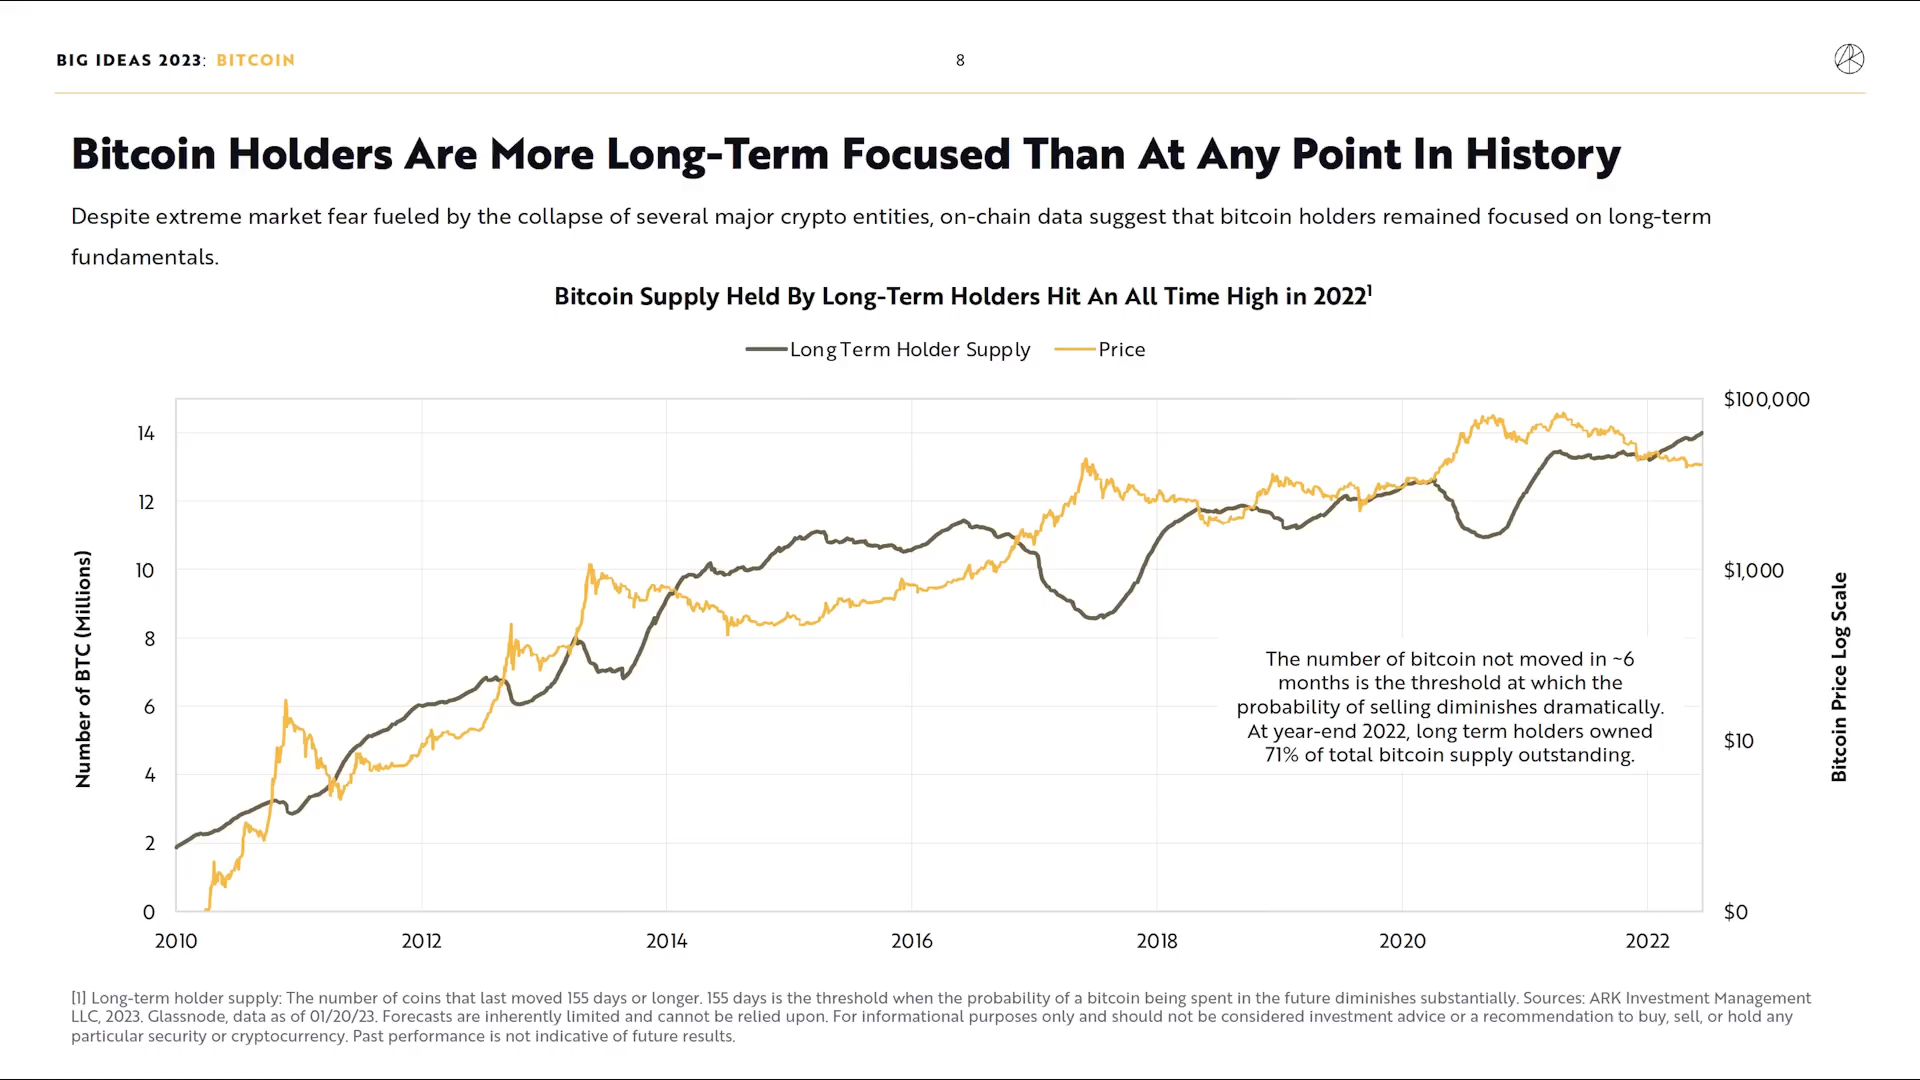 BIG IDEAS 2023: BITCOIN
8
Bitcoin Holders Are More Long-Term Focused Than At Any Point In History
Despite extreme market fear fueled by the collapse of several major crypto entities, on-chain data suggest that bitcoin holders remained focused on long-term
fundamentals.
Bitcoin Supply Held By Long-Term Holders Hit An All Time High in 2022¹
Long Term Holder Supply Price
Number of BTC (Millions)
14
12
10
8
6
4
2
0
$100,000
$1,000
$10
$0
Bitcoin Price Log Scale
The number of bitcoin not moved in ~6
months is the threshold at which the
probability of selling diminishes dramatically.
At year-end 2022, long term holders owned
71% of total bitcoin supply outstanding.
2010 2012 2014 2016 2018 2020 2022
[1] Long-term holder supply: The number of coins that last moved 155 days or longer. 155 days is the threshold when the probability of a bitcoin being spent in the future diminishes substantially. Sources: ARK Investment Management
LLC, 2023. Glassnode, data as of 01/20/23. Forecasts are inherently limited and cannot be relied upon. For informational purposes only and should not be considered investment advice or a recommendation to buy, sell, or hold any
particular security or cryptocurrency. Past performance is not indicative of future results.